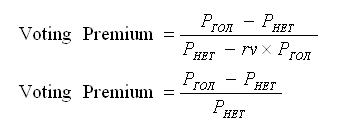 Voting Premium = (P_ГОЛ − P_НЕТ) / (P_НЕТ − rv × P_ГОЛ)
Voting Premium = (P_ГОЛ − P_НЕТ) / P_НЕТ